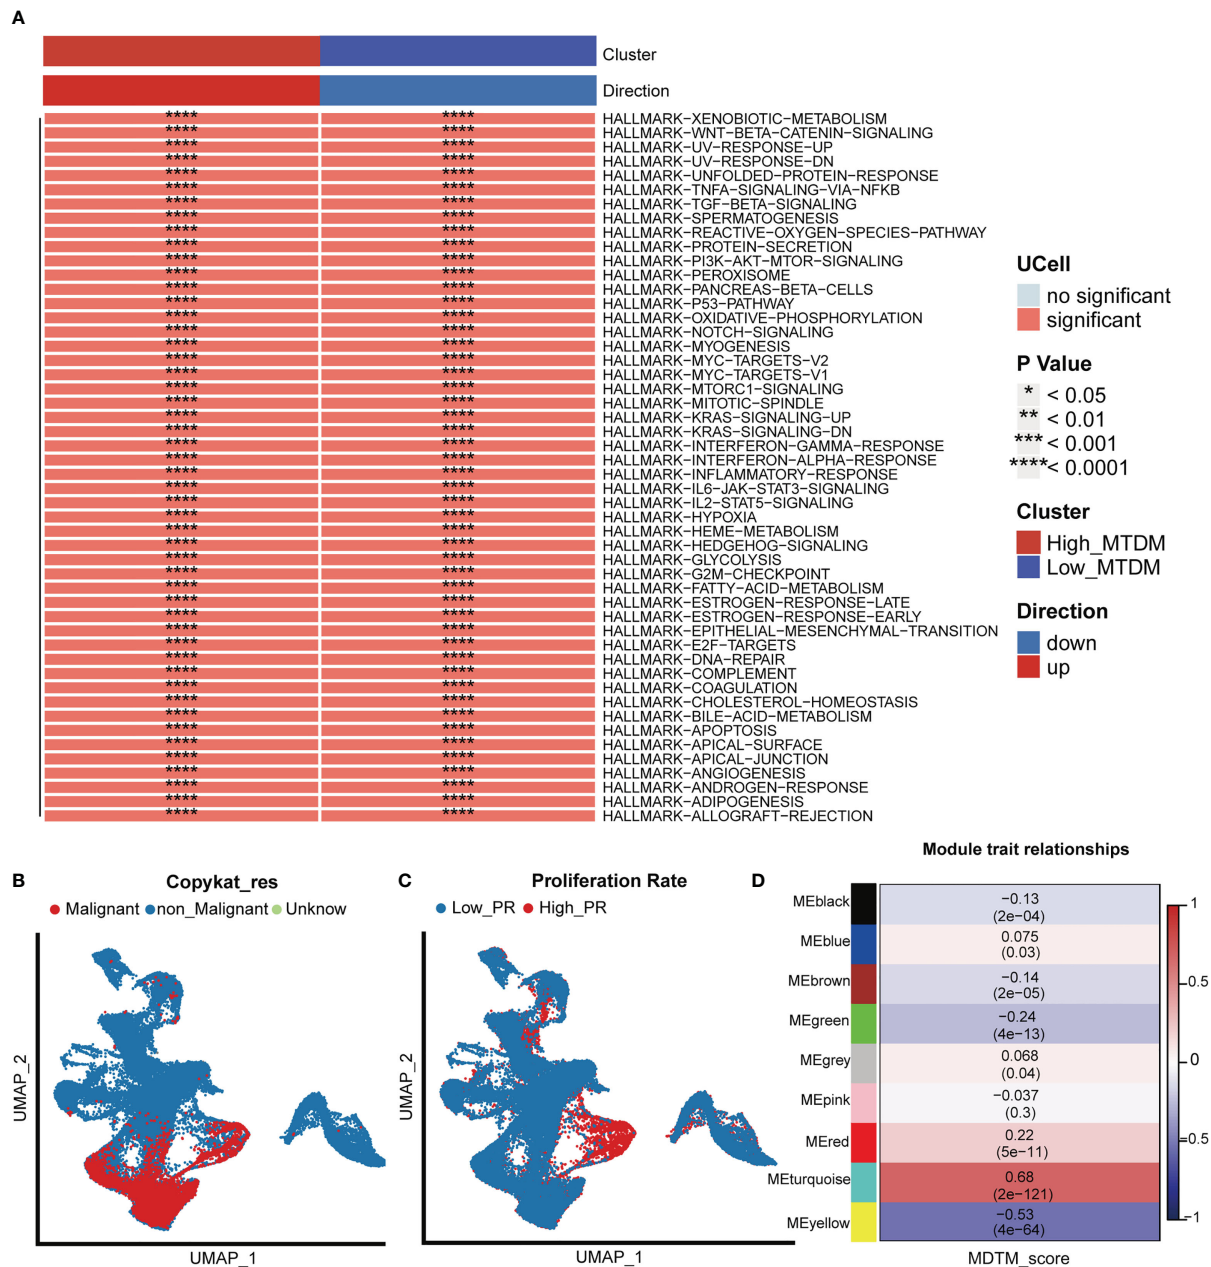 A
Cluster
Direction
**** **** HALLMARK−XENOBIOTIC−METABOLISM
**** **** HALLMARK−WNT−BETA−CATENIN−SIGNALING
**** **** HALLMARK−UV−RESPONSE−UP
**** **** HALLMARK−UV−RESPONSE−DN
**** **** HALLMARK−UNFOLDED−PROTEIN−RESPONSE
**** **** HALLMARK−TNFA−SIGNALING−VIA−NFKB
**** **** HALLMARK−TGF−BETA−SIGNALING
**** **** HALLMARK−SPERMATOGENESIS
**** **** HALLMARK−REACTIVE−OXYGEN−SPECIES−PATHWAY
**** **** HALLMARK−PROTEIN−SECRETION
**** **** HALLMARK−PI3K−AKT−MTOR−SIGNALING
**** **** HALLMARK−PEROXISOME
**** **** HALLMARK−PANCREAS−BETA−CELLS
**** **** HALLMARK−P53−PATHWAY
**** **** HALLMARK−OXIDATIVE−PHOSPHORYLATION
**** **** HALLMARK−NOTCH−SIGNALING
**** **** HALLMARK−MYOGENESIS
**** **** HALLMARK−MYC−TARGETS−V2
**** **** HALLMARK−MYC−TARGETS−V1
**** **** HALLMARK−MTORC1−SIGNALING
**** **** HALLMARK−MITOTIC−SPINDLE
**** **** HALLMARK−KRAS−SIGNALING−UP
**** **** HALLMARK−KRAS−SIGNALING−DN
**** **** HALLMARK−INTERFERON−GAMMA−RESPONSE
**** **** HALLMARK−INTERFERON−ALPHA−RESPONSE
**** **** HALLMARK−INFLAMMATORY−RESPONSE
**** **** HALLMARK−IL6−JAK−STAT3−SIGNALING
**** **** HALLMARK−IL2−STAT5−SIGNALING
**** **** HALLMARK−HYPOXIA
**** **** HALLMARK−HEME−METABOLISM
**** **** HALLMARK−HEDGEHOG−SIGNALING
**** **** HALLMARK−GLYCOLYSIS
**** **** HALLMARK−G2M−CHECKPOINT
**** **** HALLMARK−FATTY−ACID−METABOLISM
**** **** HALLMARK−ESTROGEN−RESPONSE−LATE
**** **** HALLMARK−ESTROGEN−RESPONSE−EARLY
**** **** HALLMARK−EPITHELIAL−MESENCHYMAL−TRANSITION
**** **** HALLMARK−E2F−TARGETS
**** **** HALLMARK−DNA−REPAIR
**** **** HALLMARK−COMPLEMENT
**** **** HALLMARK−COAGULATION
**** **** HALLMARK−CHOLESTEROL−HOMEOSTASIS
**** **** HALLMARK−BILE−ACID−METABOLISM
**** **** HALLMARK−APOPTOSIS
**** **** HALLMARK−APICAL−SURFACE
**** **** HALLMARK−APICAL−JUNCTION
**** **** HALLMARK−ANGIOGENESIS
**** **** HALLMARK−ANDROGEN−RESPONSE
**** **** HALLMARK−ADIPOGENESIS
**** **** HALLMARK−ALLOGRAFT−REJECTION
UCell
no significant
significant
P Value
* < 0.05
** < 0.01
*** < 0.001
**** < 0.0001
Cluster
High_MTDM
Low_MTDM
Direction
down
up
B
Copykat_res
Malignant non_Malignant Unknow
UMAP_2
UMAP_1
C
Proliferation Rate
Low_PR High_PR
UMAP_2
UMAP_1
D
Module trait relationships
MEblack −0.13
(2e−04)
MEblue 0.075
(0.03)
MEbrown −0.14
(2e−05)
MEgreen −0.24
(4e−13)
MEgrey 0.068
(0.04)
MEpink −0.037
(0.3)
MEred 0.22
(5e−11)
MEturquoise 0.68
(2e−121)
MEyellow −0.53
(4e−64)
MDTM_score
1
0.5
0
−0.5
−1